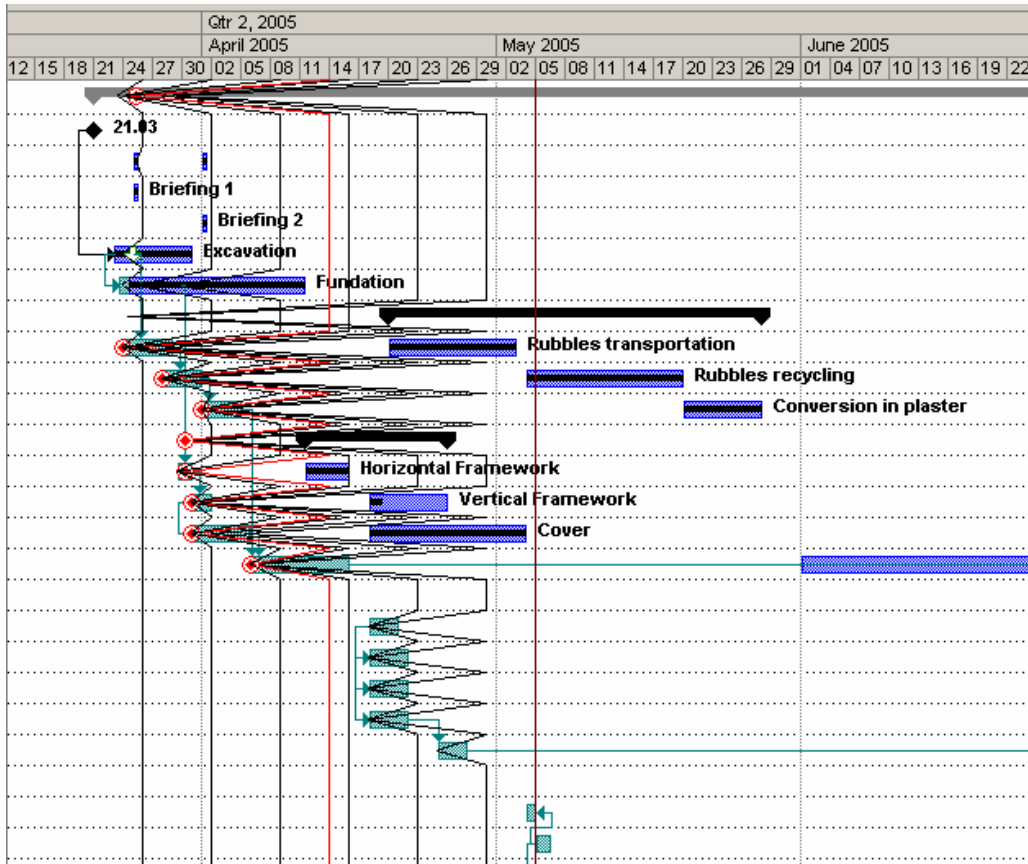 Qtr 2, 2005
April 2005 May 2005 June 2005
12 15 18 21 24 27 30 02 05 08 11 14 17 20 23 26 29 02 05 08 11 14 17 20 23 26 29 01 04 07 10 13 16 19 22
21.03
Briefing 1
Briefing 2
Excavation
Fundation
Rubbles transportation
Rubbles recycling
Conversion in plaster
Horizontal Framework
Vertical Framework
Cover